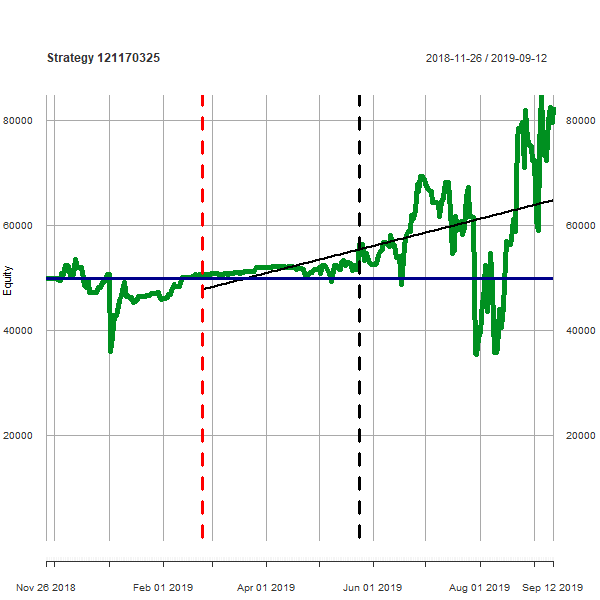 Strategy 121170325
2018-11-26 / 2019-09-12
80000 80000
60000 60000
Equity
40000 40000
20000 20000
Nov 26 2018 Feb 01 2019 Apr 01 2019 Jun 01 2019 Aug 01 2019 Sep 12 2019